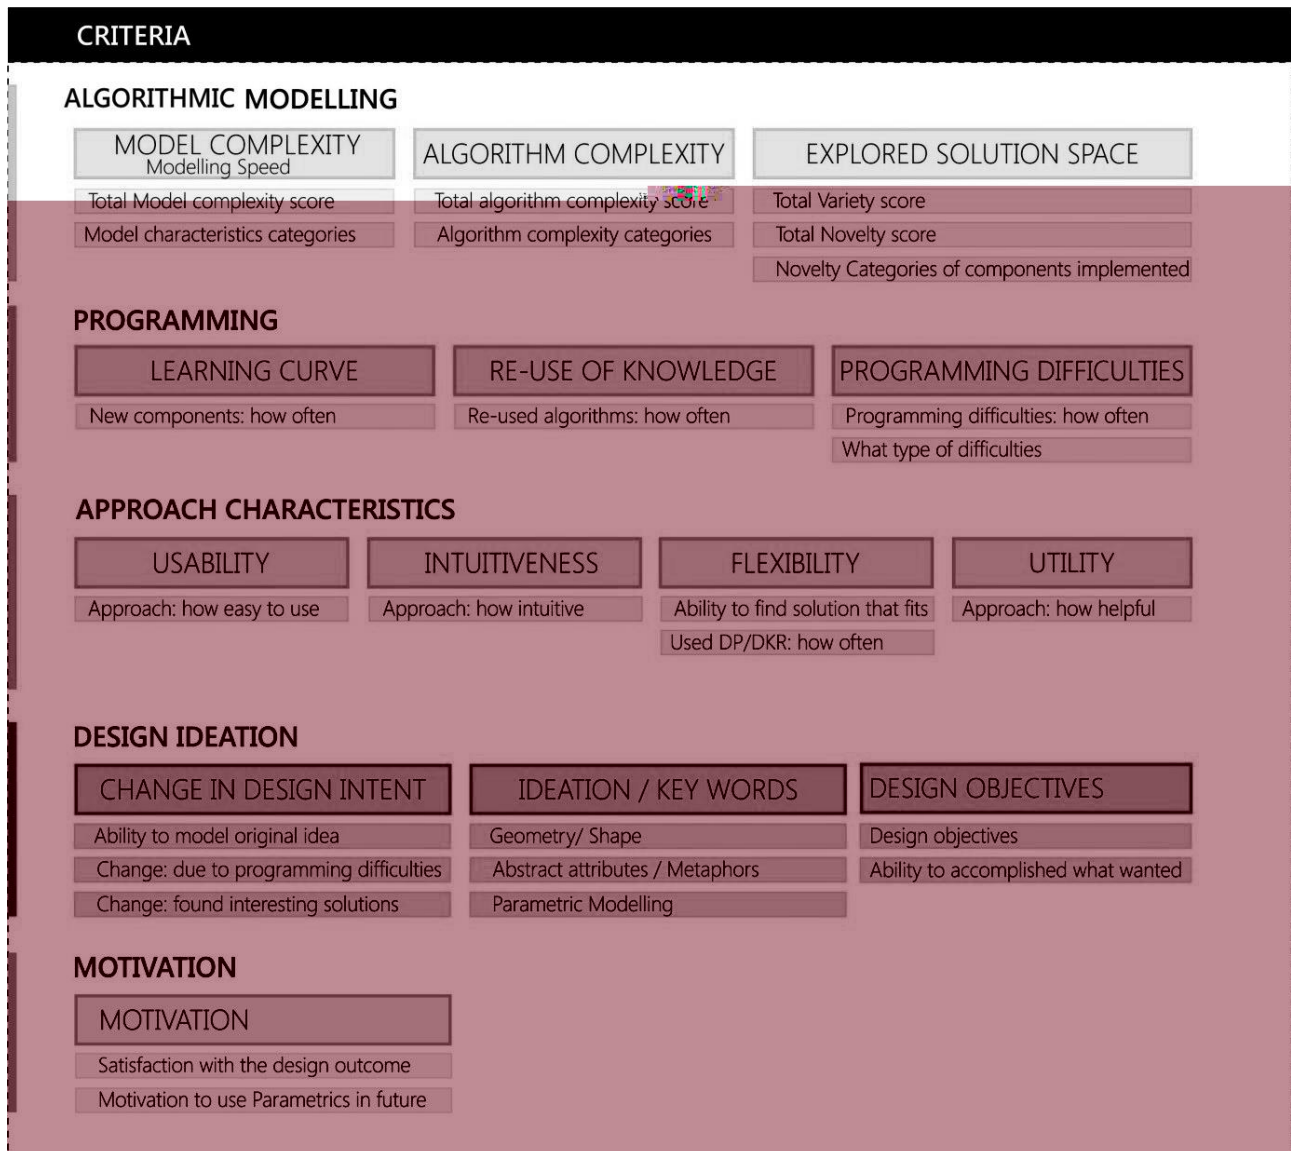 CRITERIA
ALGORITHMIC MODELLING
MODEL COMPLEXITY
Modelling Speed
ALGORITHM COMPLEXITY
EXPLORED SOLUTION SPACE
Total Model complexity score
Total algorithm complexity score
Total Variety score
Model characteristics categories
Algorithm complexity categories
Total Novelty score
Novelty Categories of components implemented
PROGRAMMING
LEARNING CURVE
RE-USE OF KNOWLEDGE
PROGRAMMING DIFFICULTIES
New components: how often
Re-used algorithms: how often
Programming difficulties: how often
What type of difficulties
APPROACH CHARACTERISTICS
USABILITY
INTUITIVENESS
FLEXIBILITY
UTILITY
Approach: how easy to use
Approach: how intuitive
Ability to find solution that fits
Approach: how helpful
Used DP/DKR: how often
DESIGN IDEATION
CHANGE IN DESIGN INTENT
IDEATION / KEY WORDS
DESIGN OBJECTIVES
Ability to model original idea
Geometry/ Shape
Design objectives
Change: due to programming difficulties
Abstract attributes / Metaphors
Ability to accomplished what wanted
Change: found interesting solutions
Parametric Modelling
MOTIVATION
MOTIVATION
Satisfaction with the design outcome
Motivation to use Parametrics in future